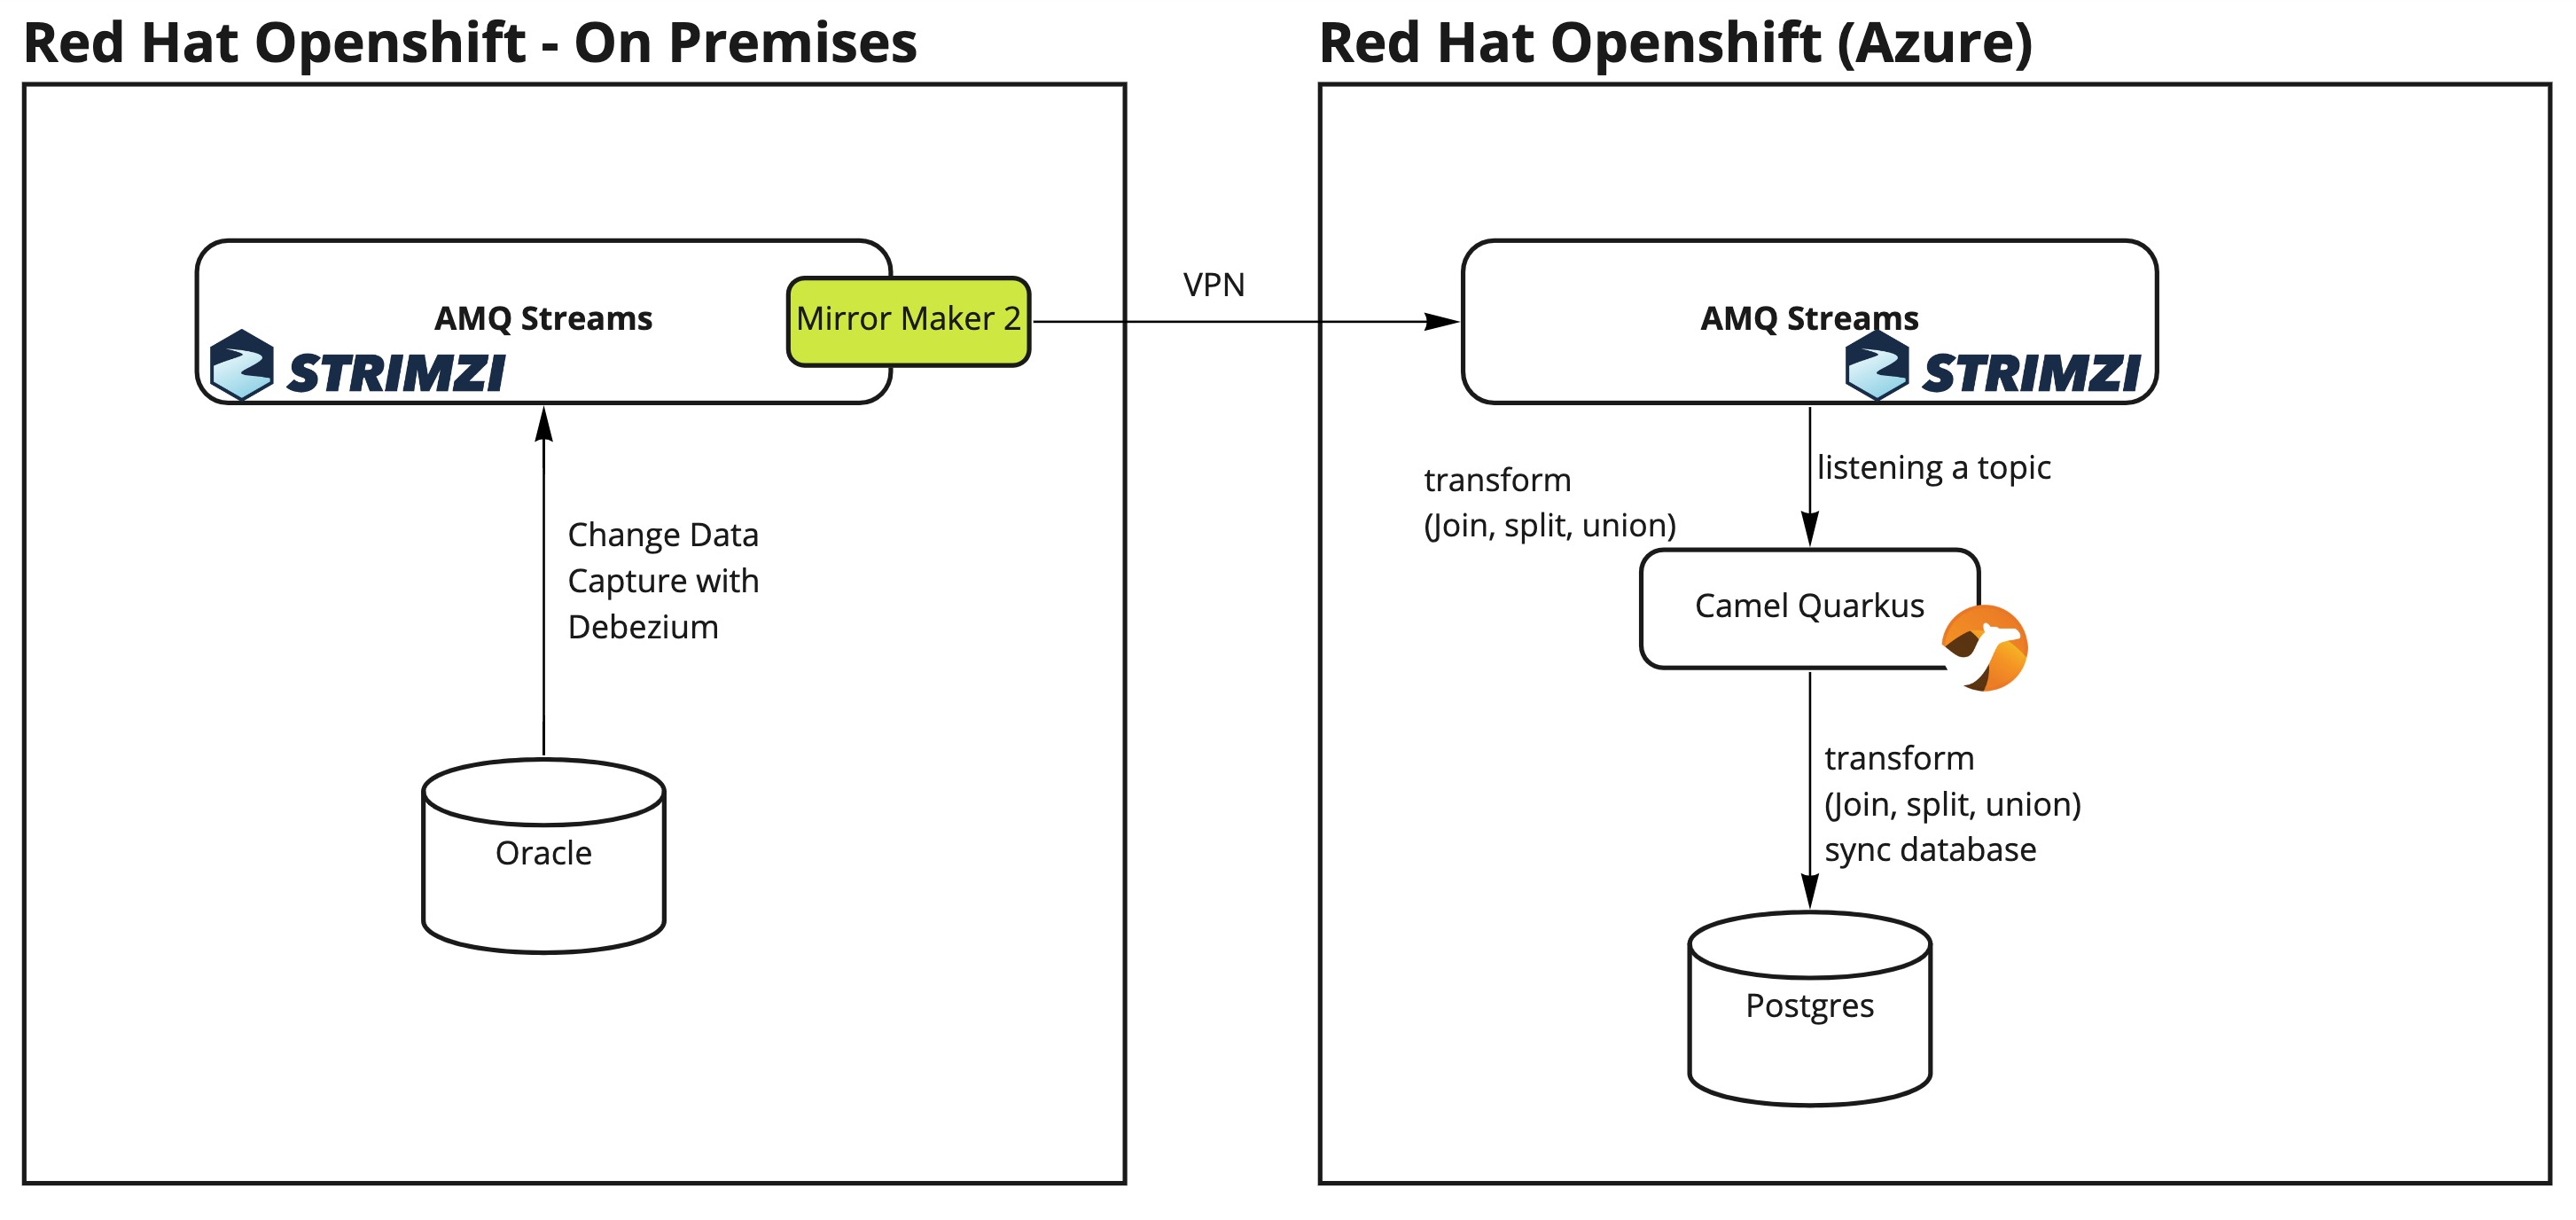 Red Hat Openshift - On Premises
AMQ Streams
Mirror Maker 2
STRIMZI
Change Data
Capture with
Debezium
Oracle
VPN
Red Hat Openshift (Azure)
AMQ Streams
STRIMZI
listening a topic
transform
(Join, split, union)
Camel Quarkus
transform
(Join, split, union)
sync database
Postgres